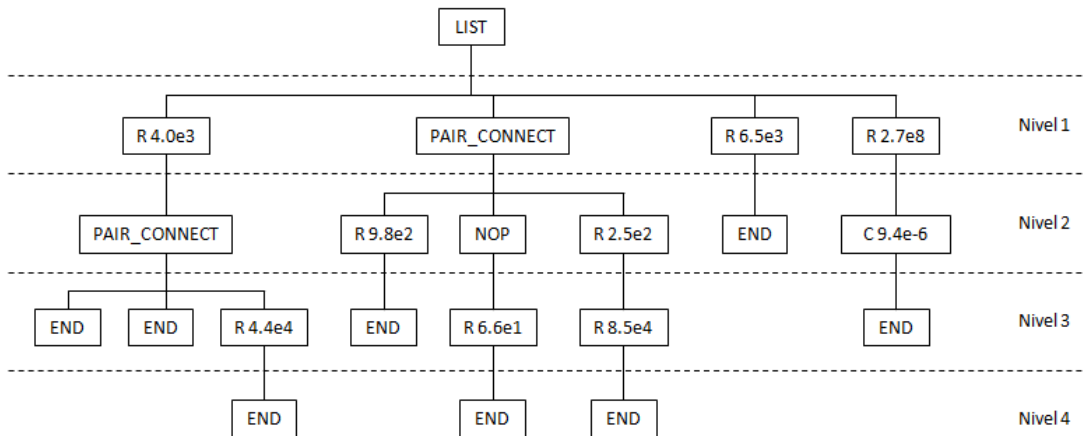 LIST
R 4.0e3 PAIR_CONNECT R 6.5e3 R 2.7e8 Nivel 1
PAIR_CONNECT R 9.8e2 NOP R 2.5e2 END C 9.4e-6 Nivel 2
END END R 4.4e4 END R 6.6e1 R 8.5e4 END Nivel 3
END END END Nivel 4